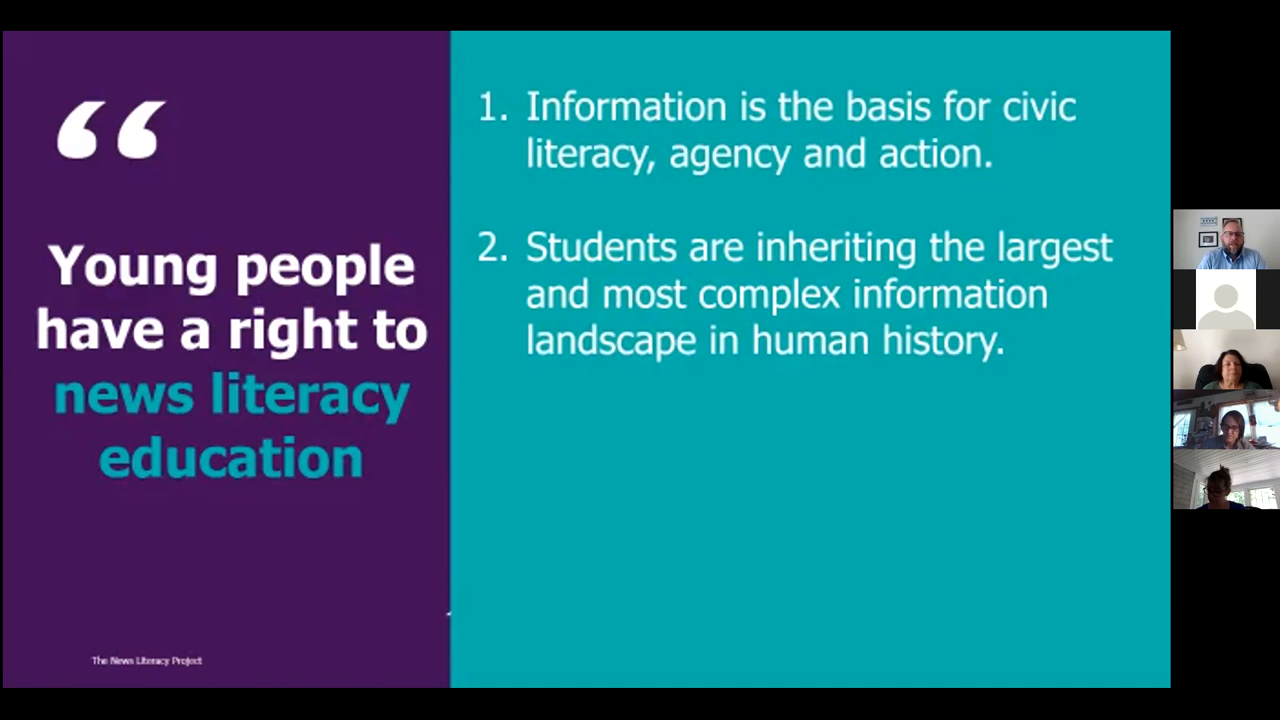 “
Young people
have a right to
news literacy
education
The News Literacy Project
1. Information is the basis for civic
literacy, agency and action.
2. Students are inheriting the largest
and most complex information
landscape in human history.